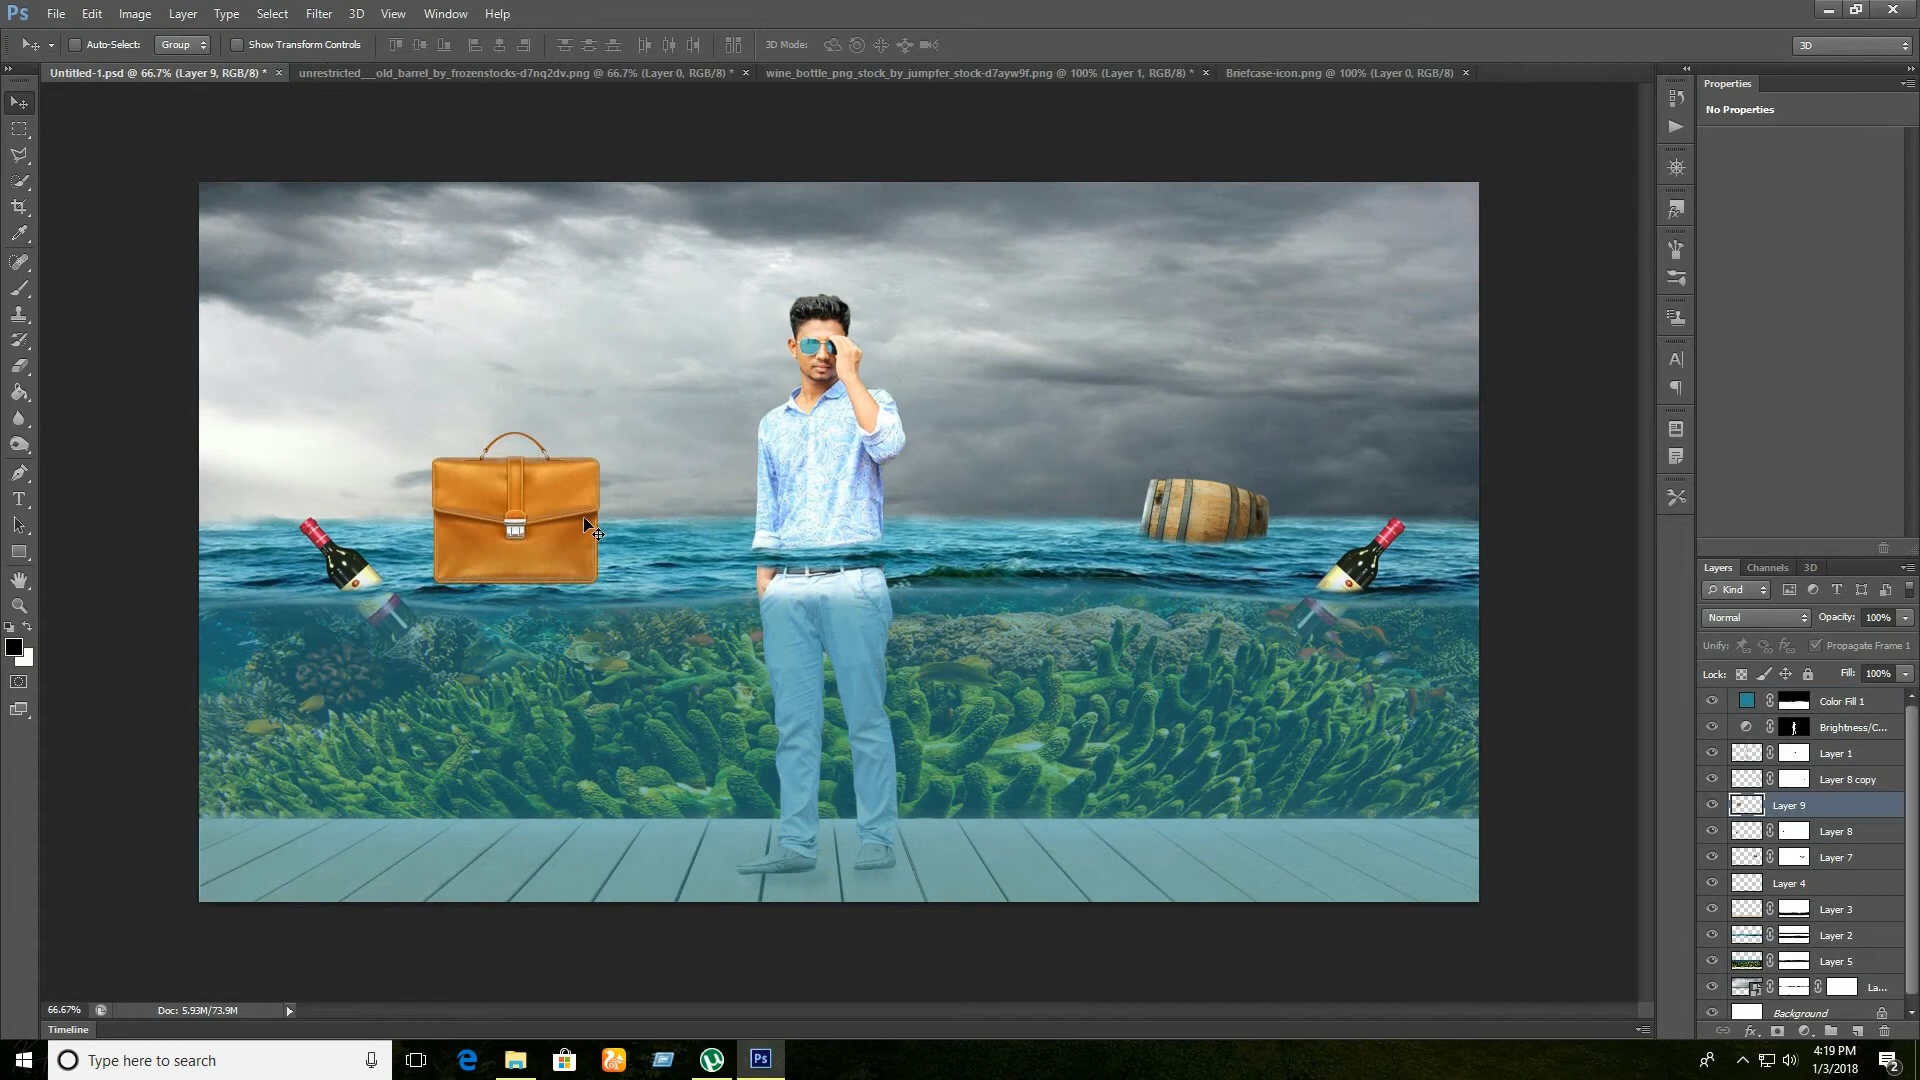 Ps File Edit Image Layer Type Select Filter 3D View Window Help
Auto-Select: Group Show Transform Controls 3D Mode: 3D
Untitled-1.psd @ 66.7% (Layer 9, RGB/8) * × unrestricted___old_barrel_by_frozenstocks-d7nq2dv.png @ 66.7% (Layer 0, RGB/8) * × wine_bottle_png_stock_by_jumpfer_stock-d7ayw9f.png @ 100% (Layer 1, RGB/8) * × Briefcase-icon.png @ 100% (Layer 0, RGB/8) ×
Properties
No Properties
Layers Channels 3D
Kind
Normal Opacity: 100%
Unify: Propagate Frame 1
Lock: Fill: 100%
Color Fill 1
Brightness/C...
Layer 1
Layer 8 copy
Layer 9
Layer 8
Layer 7
Layer 4
Layer 3
Layer 2
Layer 5
La...
Background
66.67% Doc: 5.93M/73.9M
Timeline
Type here to search
Ps
4:19 PM
1/3/2018
2